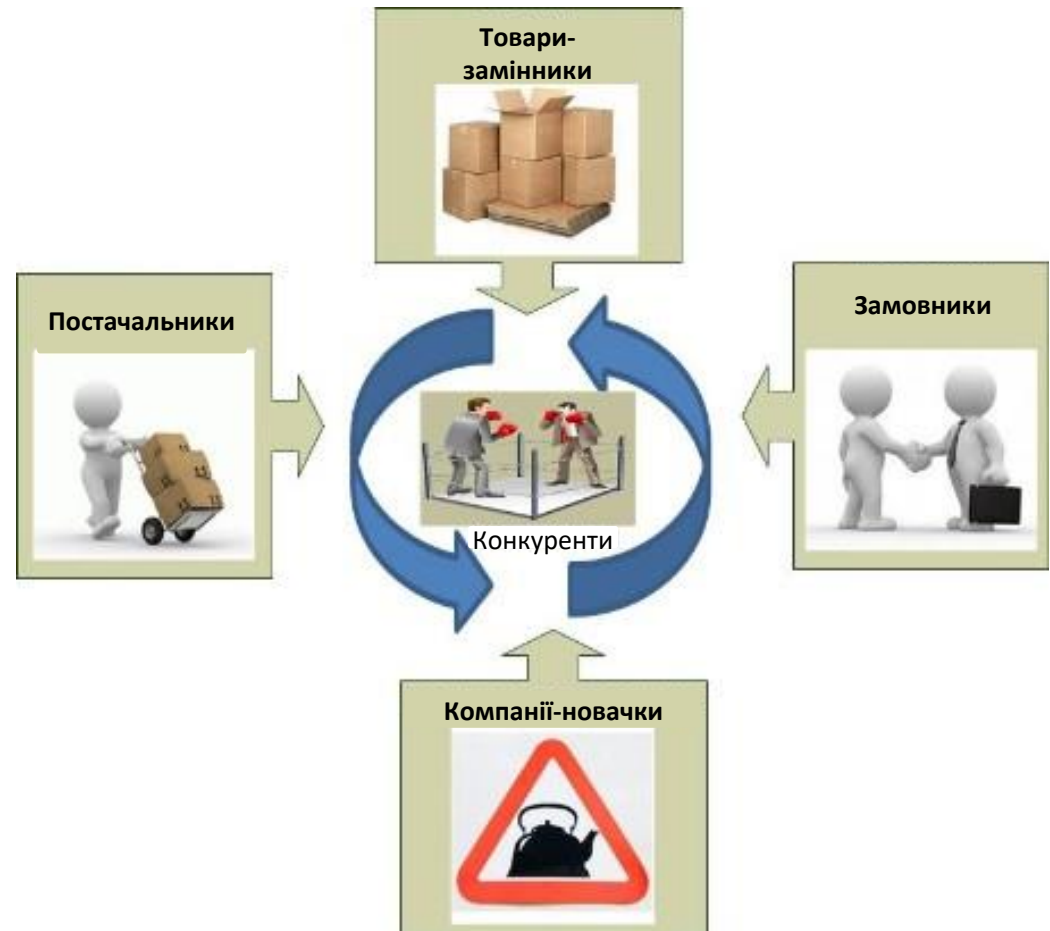 Товари-
замінники
Постачальники
Замовники
Конкуренти
Компанії-новачки